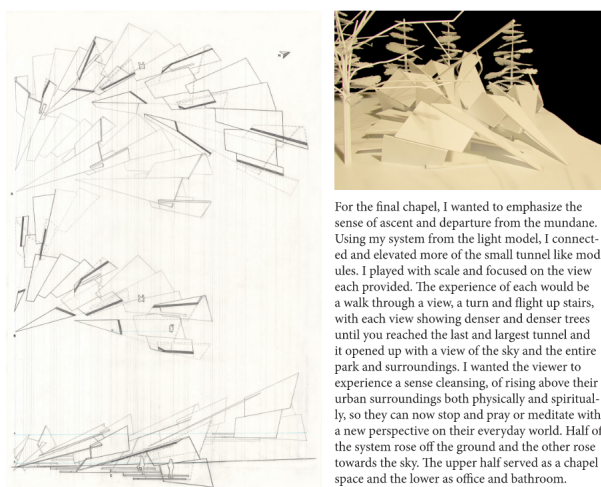 For the final chapel, I wanted to emphasize the
sense of ascent and departure from the mundane.
Using my system from the light model, I connect-
ed and elevated more of the small tunnel like mod
ules. I played with scale and focused on the view
each provided. The experience of each would be
a walk through a view, a turn and flight up stairs,
with each view showing denser and denser trees
until you reached the last and largest tunnel and
it opened up with a view of the sky and the entire
park and surroundings. I wanted the viewer to
experience a sense cleansing, of rising above their
urban surroundings both physically and spiritual-
ly, so they can now stop and pray or meditate with
a new perspective on their everyday world. Half of
the system rose off the ground and the other rose
towards the sky. The upper half served as a chapel
space and the lower as office and bathroom.